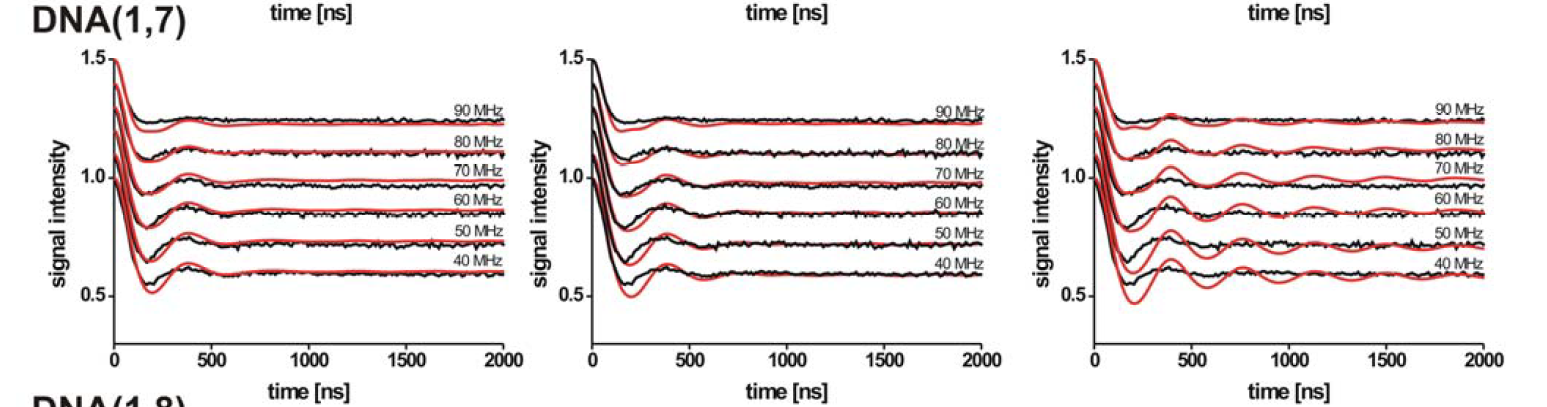 time [ns] time [ns] time [ns]
DNA(1,7)
1.5 1.5 1.5
90 MHz 90 MHz 90 MHz
80 MHz 80 MHz 80 MHz
1.0 1.0 1.0
70 MHz 70 MHz 70 MHz
60 MHz 60 MHz 60 MHz
50 MHz 50 MHz 50 MHz
40 MHz 40 MHz 40 MHz
0.5 0.5 0.5
signal intensity signal intensity signal intensity
0 500 1000 1500 2000 0 500 1000 1500 2000 0 500 1000 1500 2000
time [ns] time [ns] time [ns]
DNA(1,8)